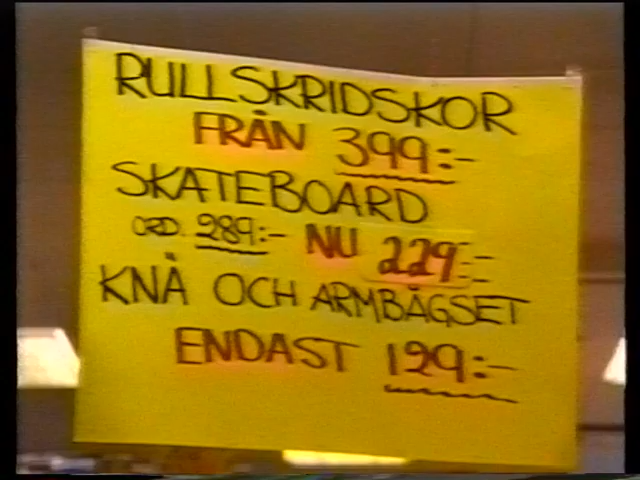 RULLSKRIDSKOR
FRÅN 399:-
SKATEBOARD
ORD. 289:- NU 229:-
KNÄ OCH ARMBÅGSET
ENDAST 129:-